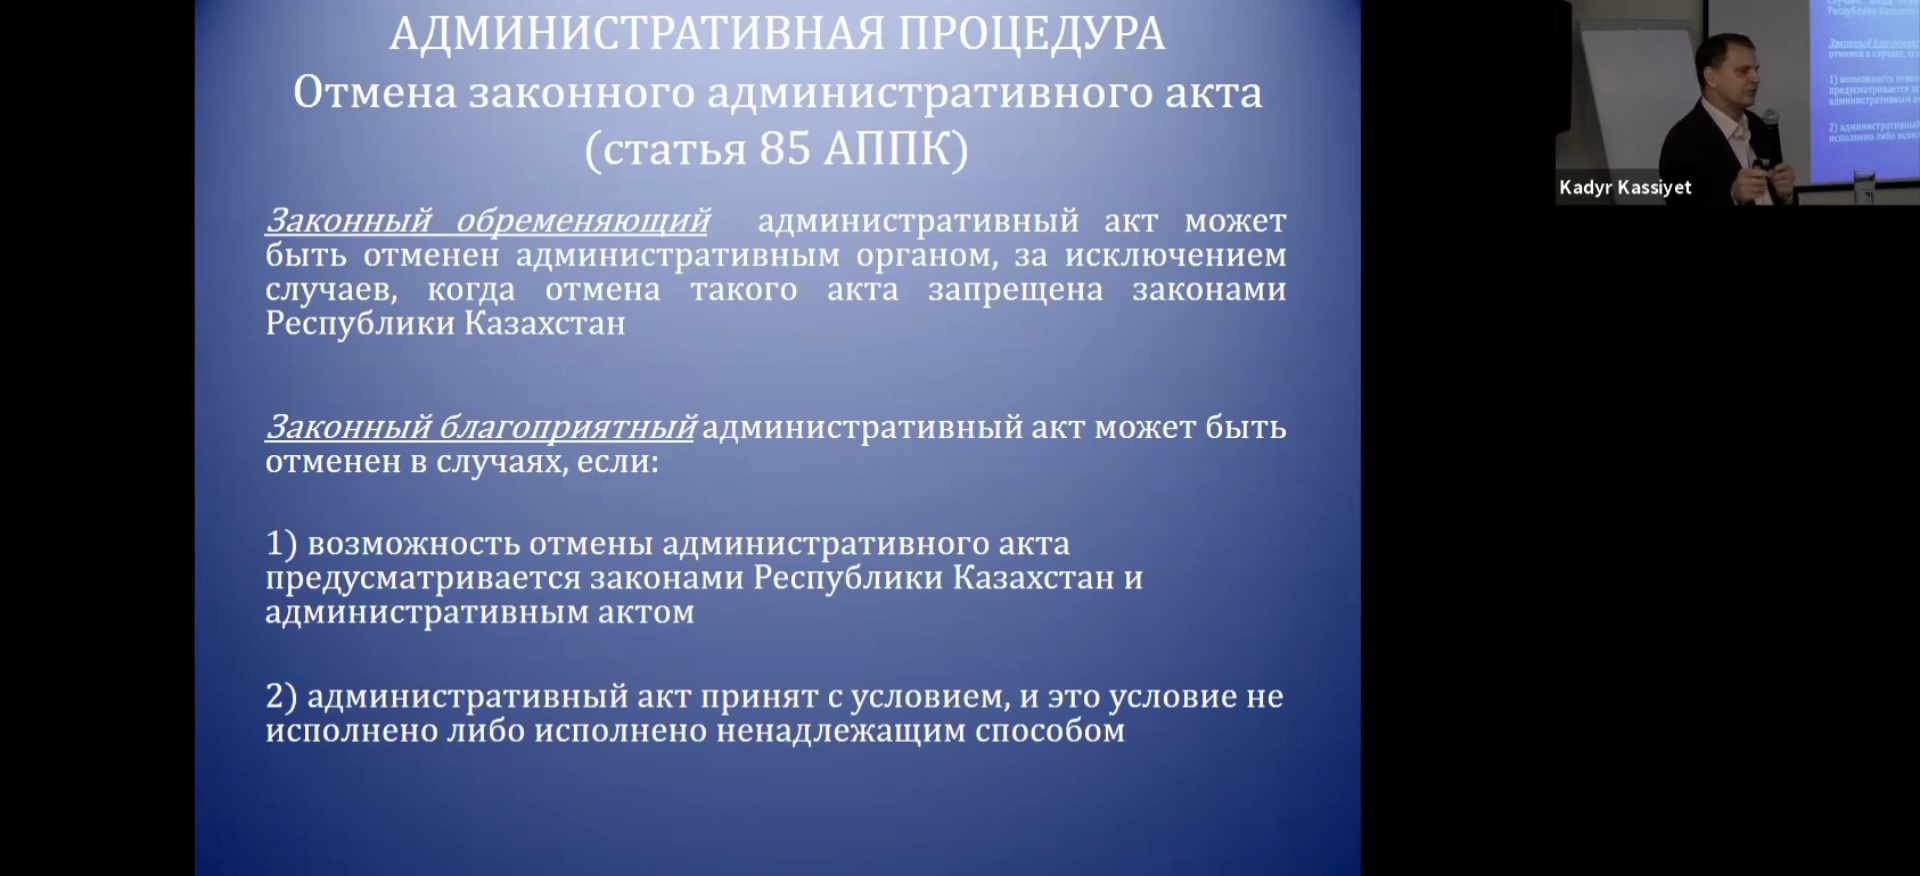 АДМИНИСТРАТИВНАЯ ПРОЦЕДУРА
Отмена законного административного акта
(статья 85 АППК)
Законный обременяющий административный акт может
быть отменен административным органом, за исключением
случаев, когда отмена такого акта запрещена законами
Республики Казахстан
Законный благоприятный административный акт может быть
отменен в случаях, если:
1) возможность отмены административного акта
предусматривается законами Республики Казахстан и
административным актом
2) административный акт принят с условием, и это условие не
исполнено либо исполнено ненадлежащим способом
Kadyr Kassiyet